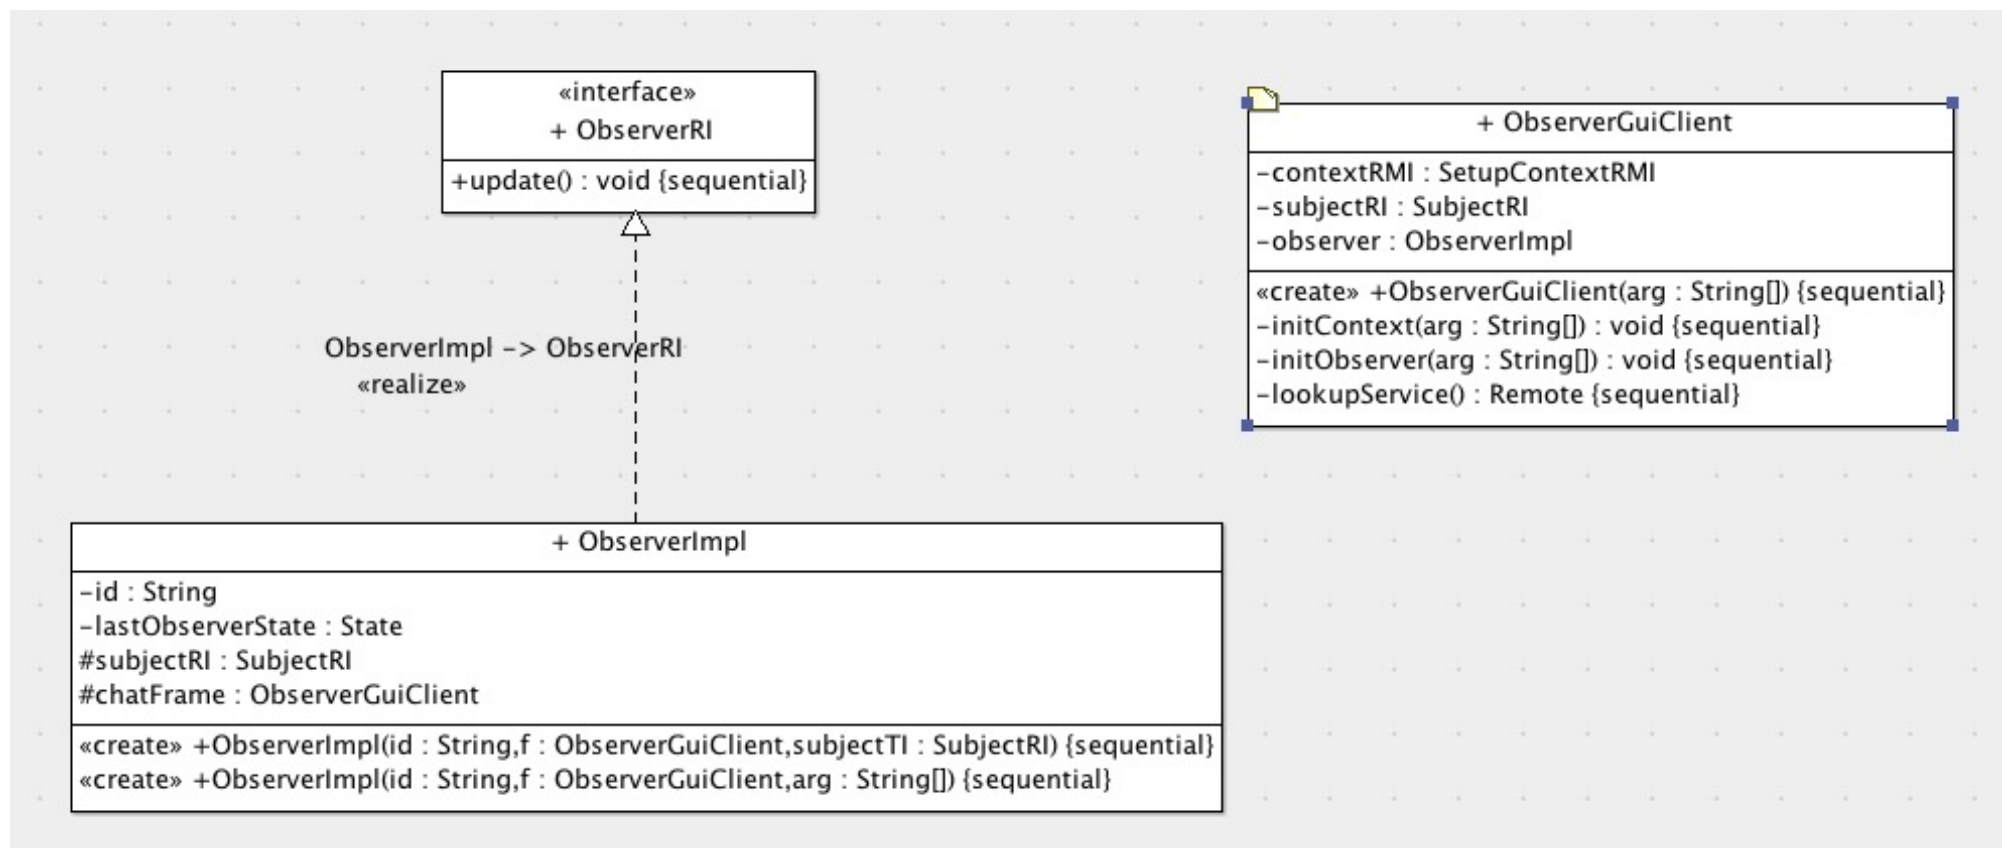 «interface»
+ ObserverRI
+update() : void {sequential}
ObserverImpl -> ObserverRI
«realize»
+ ObserverImpl
-id : String
-lastObserverState : State
#subjectRI : SubjectRI
#chatFrame : ObserverGuiClient
«create» +ObserverImpl(id : String,f : ObserverGuiClient,subjectTI : SubjectRI) {sequential}
«create» +ObserverImpl(id : String,f : ObserverGuiClient,arg : String[]) {sequential}
+ ObserverGuiClient
-contextRMI : SetupContextRMI
-subjectRI : SubjectRI
-observer : ObserverImpl
«create» +ObserverGuiClient(arg : String[]) {sequential}
-initContext(arg : String[]) : void {sequential}
-initObserver(arg : String[]) : void {sequential}
-lookupService() : Remote {sequential}